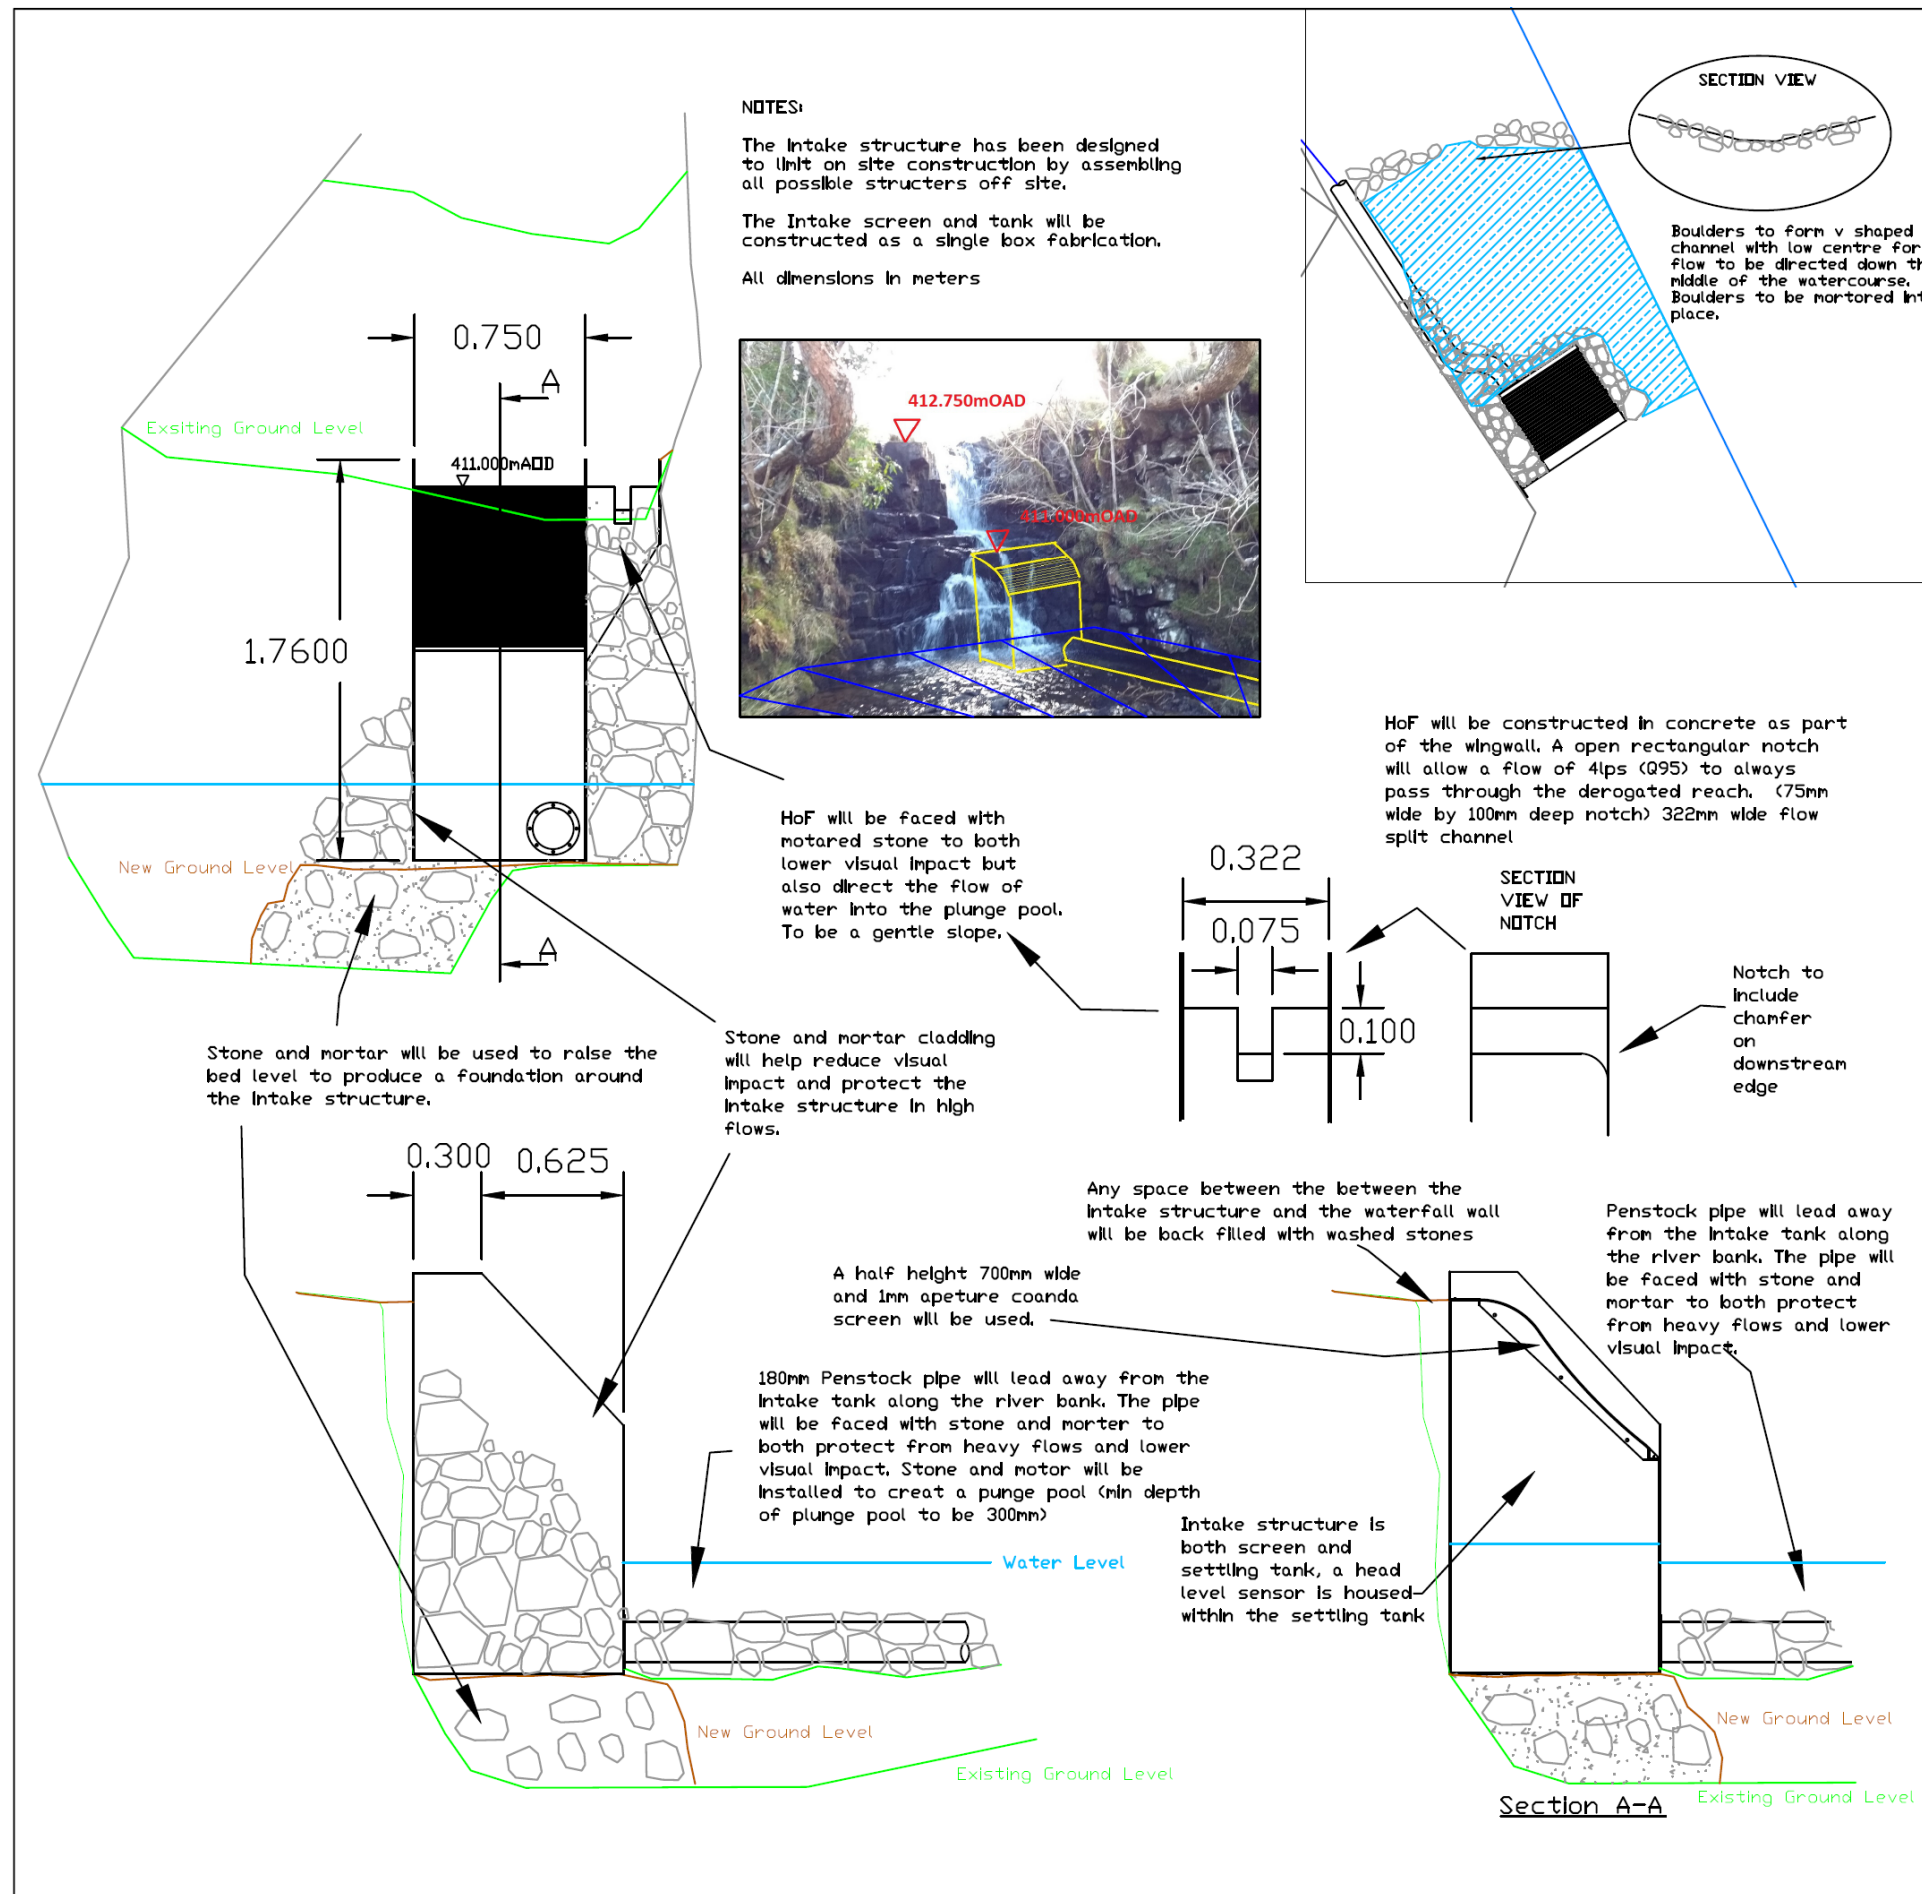 NOTES:
The intake structure has been designed
to limit on site construction by assembling
all possible structers off site.
The Intake screen and tank will be
constructed as a single box fabrication.
All dimensions in meters
SECTION VIEW
Boulders to form v shaped
channel with low centre for
flow to be directed down th
middle of the watercourse.
Boulders to be mortored int
place.
0.750
A
Exsiting Ground Level
411.000mAOD
1.7600
New Ground Level
A
412.750mOAD
411.000mOAD
HoF will be constructed in concrete as part
of the wingwall. A open rectangular notch
will allow a flow of 4lps (Q95) to always
pass through the derogated reach. (75mm
wide by 100mm deep notch) 322mm wide flow
split channel
HoF will be faced with
motared stone to both
lower visual impact but
also direct the flow of
water into the plunge pool.
To be a gentle slope.
0.322
0.075
0.100
SECTION
VIEW OF
NOTCH
Notch to
include
chamfer
on
downstream
edge
Stone and mortar will be used to raise the
bed level to produce a foundation around
the intake structure.
Stone and mortar cladding
will help reduce visual
impact and protect the
intake structure in high
flows.
0.300
0.625
Any space between the between the
intake structure and the waterfall wall
will be back filled with washed stones
Penstock pipe will lead away
from the intake tank along
the river bank. The pipe will
be faced with stone and
mortar to both protect
from heavy flows and lower
visual impact.
A half height 700mm wide
and 1mm apeture coanda
screen will be used.
180mm Penstock pipe will lead away from the
intake tank along the river bank. The pipe
will be faced with stone and morter to
both protect from heavy flows and lower
visual impact. Stone and motor will be
installed to creat a punge pool (min depth
of plunge pool to be 300mm)
Water Level
Intake structure is
both screen and
settling tank, a head
level sensor is housed
within the settling tank
New Ground Level
Existing Ground Level
New Ground Level
Existing Ground Level
Section A-A